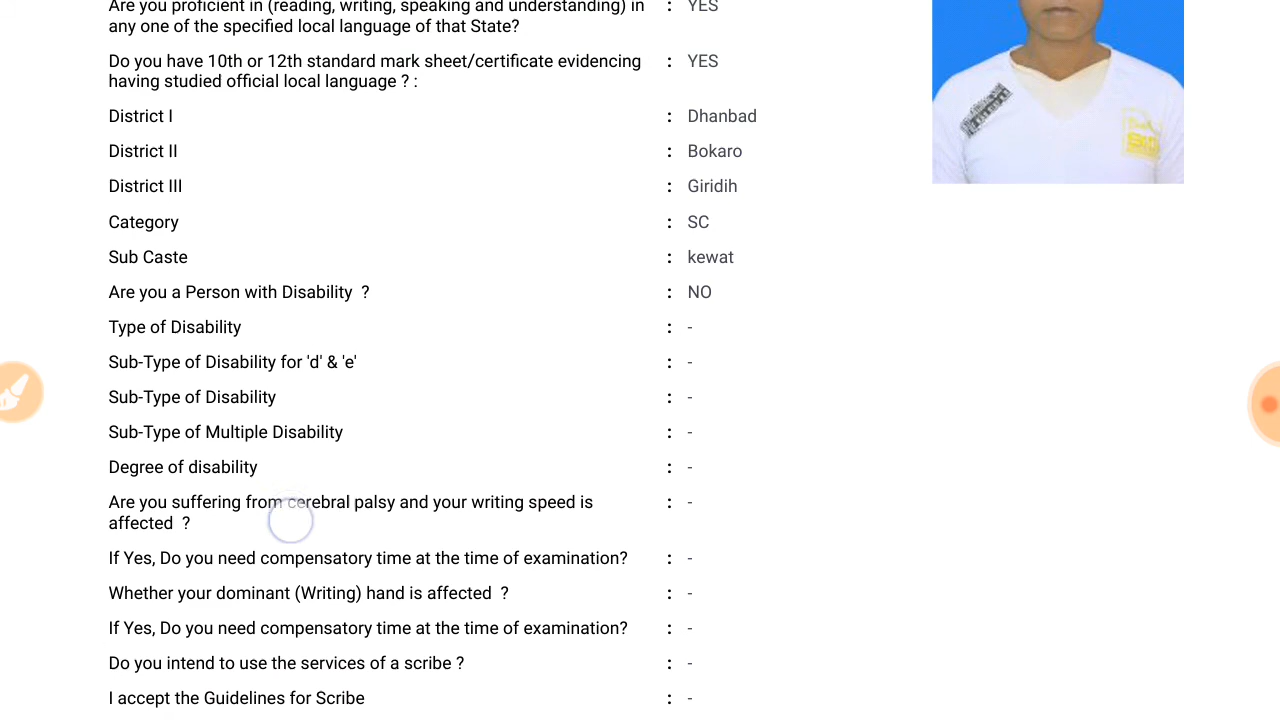 Are you proficient in (reading, writing, speaking and understanding) in : YES
any one of the specified local language of that State?
Do you have 10th or 12th standard mark sheet/certificate evidencing : YES
having studied official local language ? :
District I : Dhanbad
District II : Bokaro
District III : Giridih
Category : SC
Sub Caste : kewat
Are you a Person with Disability ? : NO
Type of Disability : -
Sub-Type of Disability for 'd' & 'e' : -
Sub-Type of Disability : -
Sub-Type of Multiple Disability : -
Degree of disability : -
Are you suffering from cerebral palsy and your writing speed is : -
affected ?
If Yes, Do you need compensatory time at the time of examination? : -
Whether your dominant (Writing) hand is affected ? : -
If Yes, Do you need compensatory time at the time of examination? : -
Do you intend to use the services of a scribe ? : -
I accept the Guidelines for Scribe : -